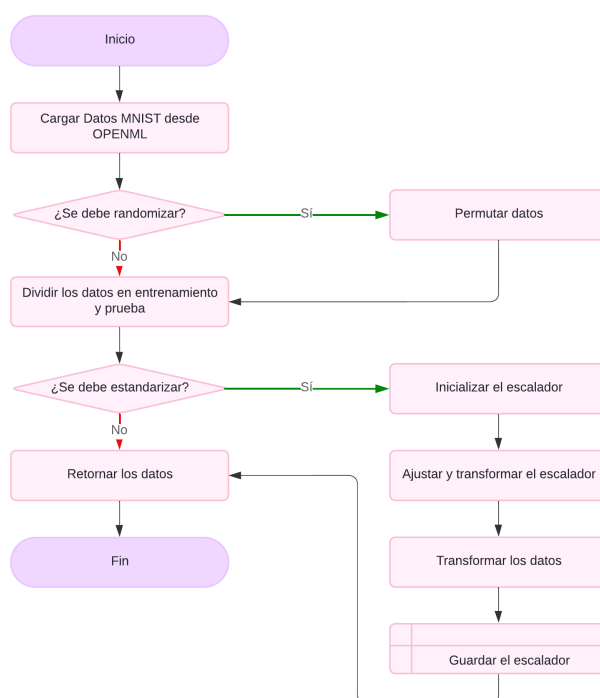 Inicio
Cargar Datos MNIST desde
OPENML
¿Se debe randomizar?
Sí
Permutar datos
No
Dividir los datos en entrenamiento
y prueba
¿Se debe estandarizar?
Sí
Inicializar el escalador
No
Retornar los datos
Ajustar y transformar el escalador
Fin
Transformar los datos
Guardar el escalador